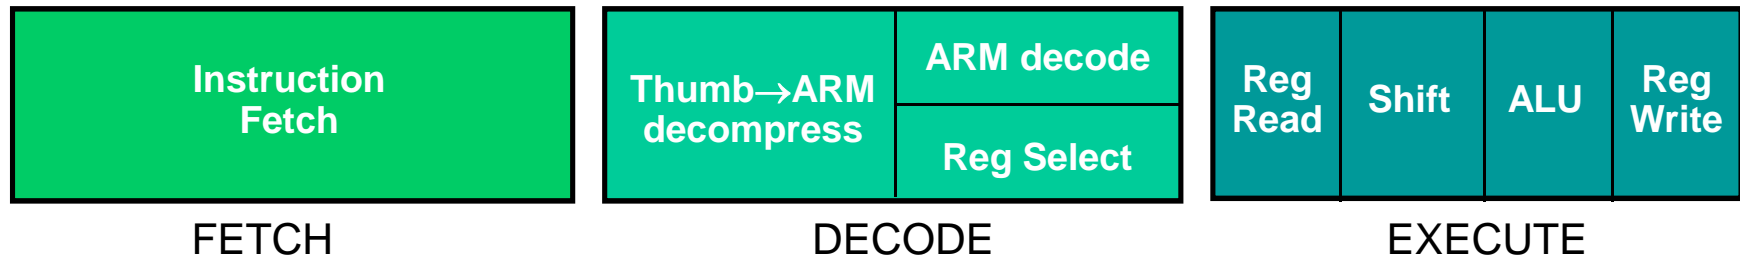 Instruction
Fetch
Thumb→ARM
decompress
ARM decode
Reg Select
Reg
Read
Shift
ALU
Reg
Write
FETCH
DECODE
EXECUTE